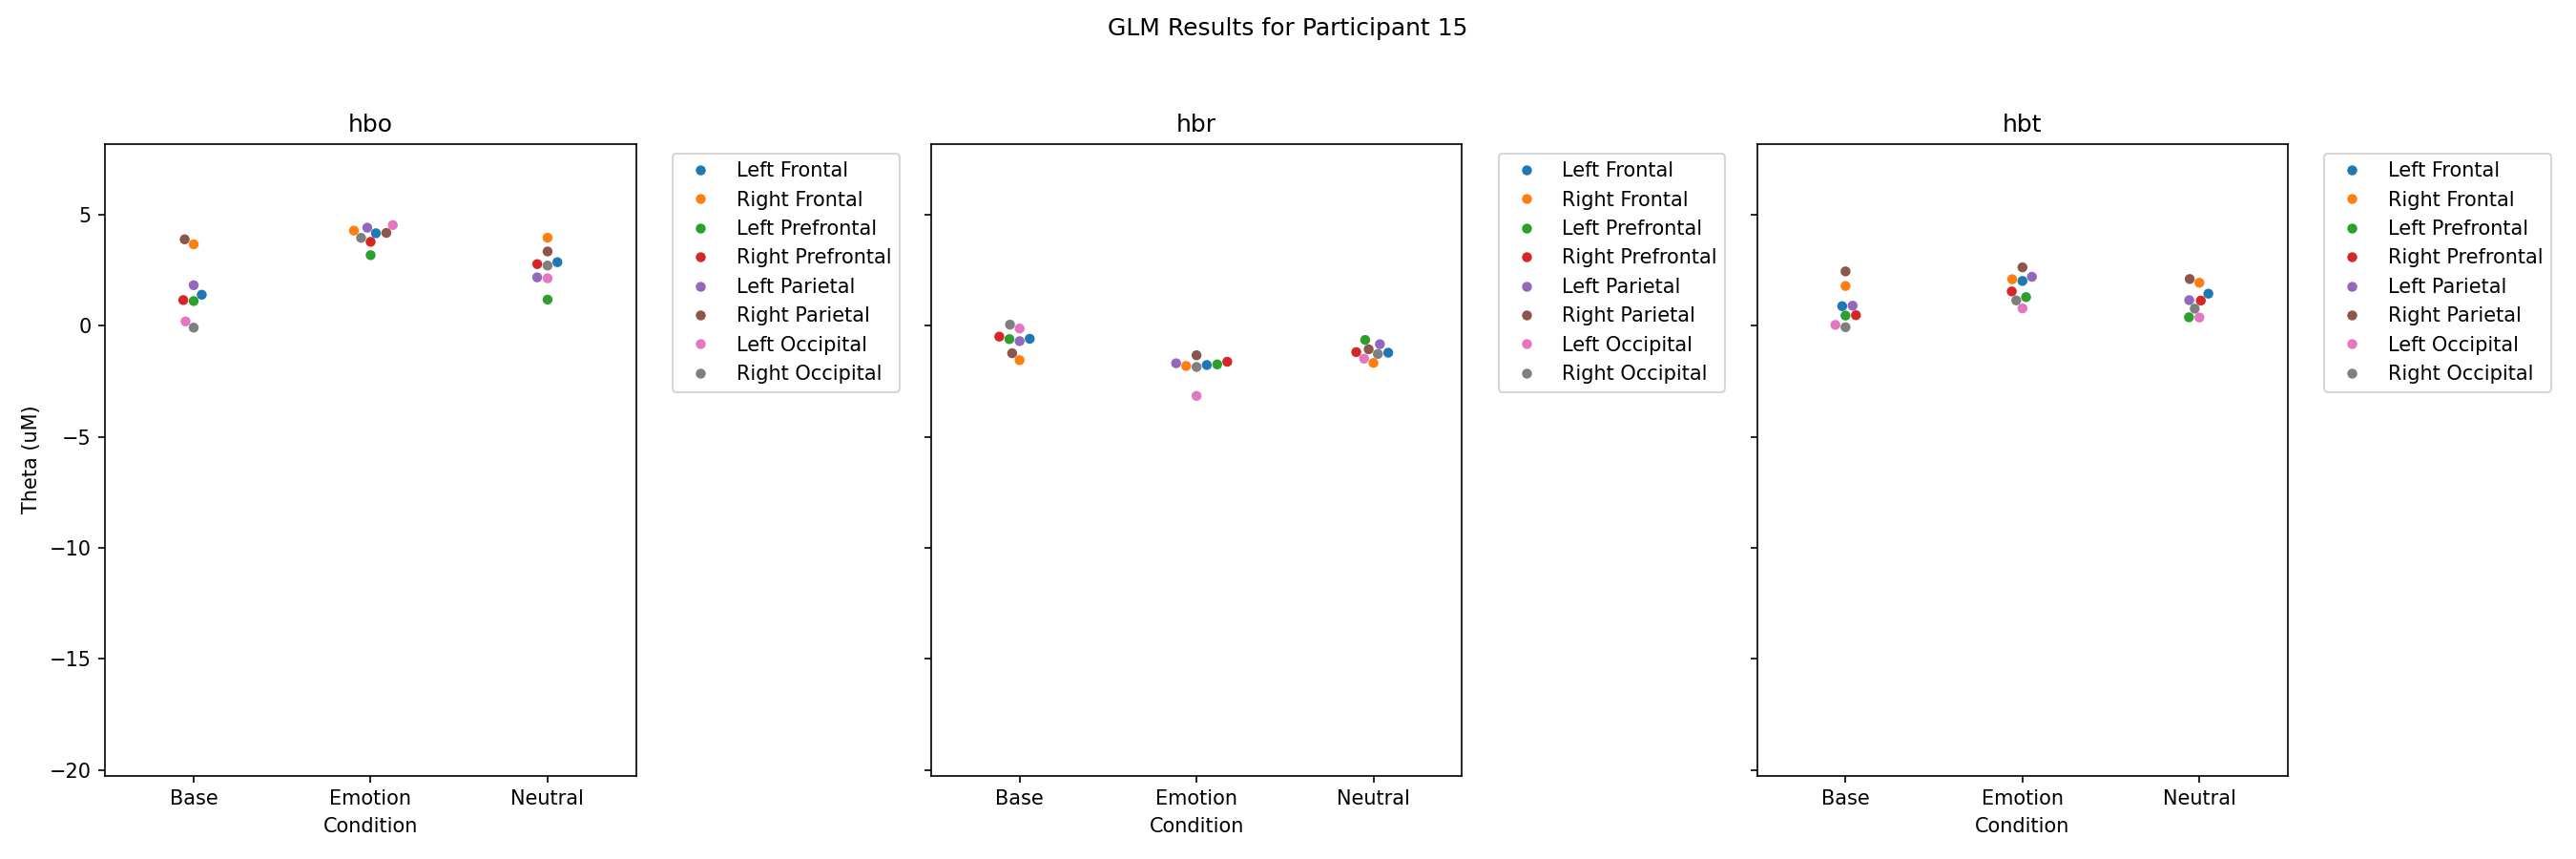 GLM Results for Participant 15
hbo
5
0
−5
−10
−15
−20
Theta (uM)
Base Emotion Neutral
Condition
Left Frontal
Right Frontal
Left Prefrontal
Right Prefrontal
Left Parietal
Right Parietal
Left Occipital
Right Occipital
hbr
Base Emotion Neutral
Condition
Left Frontal
Right Frontal
Left Prefrontal
Right Prefrontal
Left Parietal
Right Parietal
Left Occipital
Right Occipital
hbt
Base Emotion Neutral
Condition
Left Frontal
Right Frontal
Left Prefrontal
Right Prefrontal
Left Parietal
Right Parietal
Left Occipital
Right Occipital